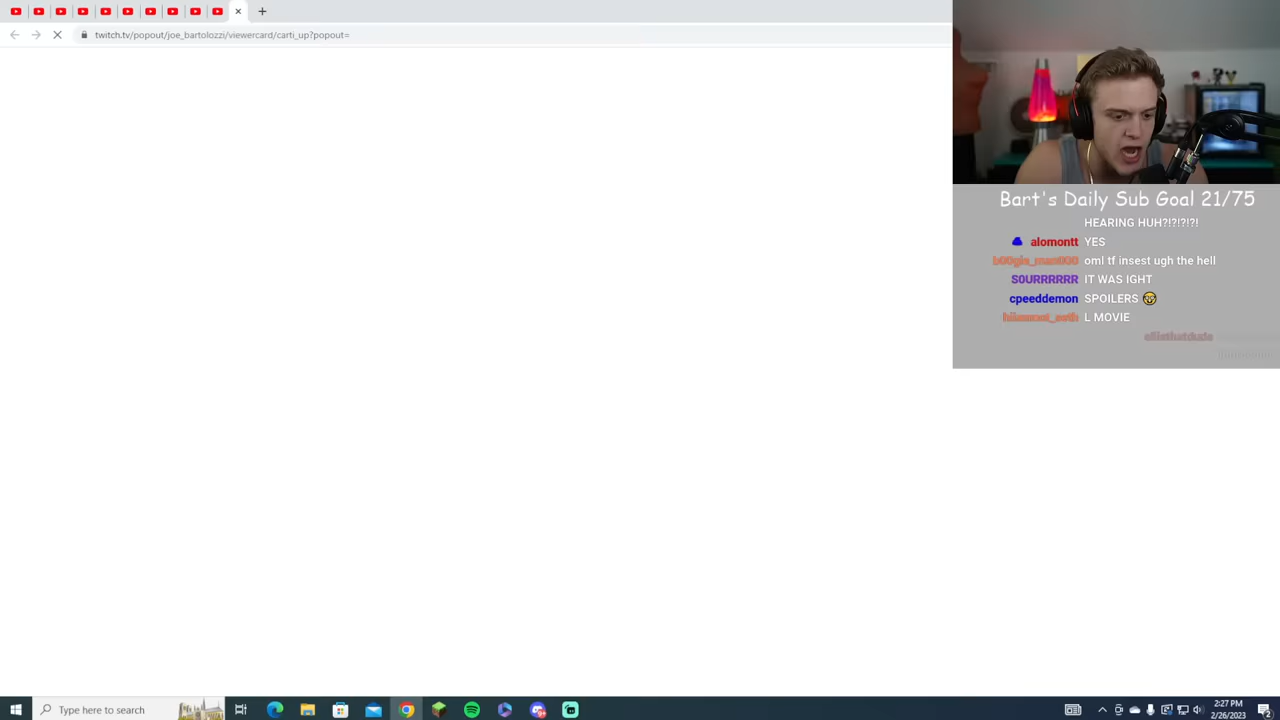 twitch.tv/popout/joe_bartolozzi/viewercard/carti_up?popout=
Bart's Daily Sub Goal 21/75
HEARING HUH?!?!?!?!
alomontt YES
oml tf insest ugh the hell
S0URRRRRR IT WAS IGHT
cpeeddemon SPOILERS
L MOVIE
Type here to search
2:27 PM
2/26/2023